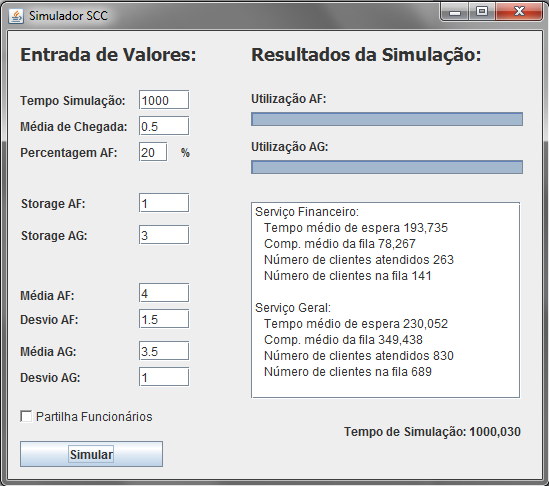 Simulador SCC
Entrada de Valores:
Tempo Simulação: 1000
Média de Chegada: 0.5
Percentagem AF: 20 %
Storage AF: 1
Storage AG: 3
Média AF: 4
Desvio AF: 1.5
Média AG: 3.5
Desvio AG: 1
Partilha Funcionários
Simular
Resultados da Simulação:
Utilização AF:
Utilização AG:
Serviço Financeiro:
Tempo médio de espera 193,735
Comp. médio da fila 78,267
Número de clientes atendidos 263
Número de clientes na fila 141
Serviço Geral:
Tempo médio de espera 230,052
Comp. médio da fila 349,438
Número de clientes atendidos 830
Número de clientes na fila 689
Tempo de Simulação: 1000,030